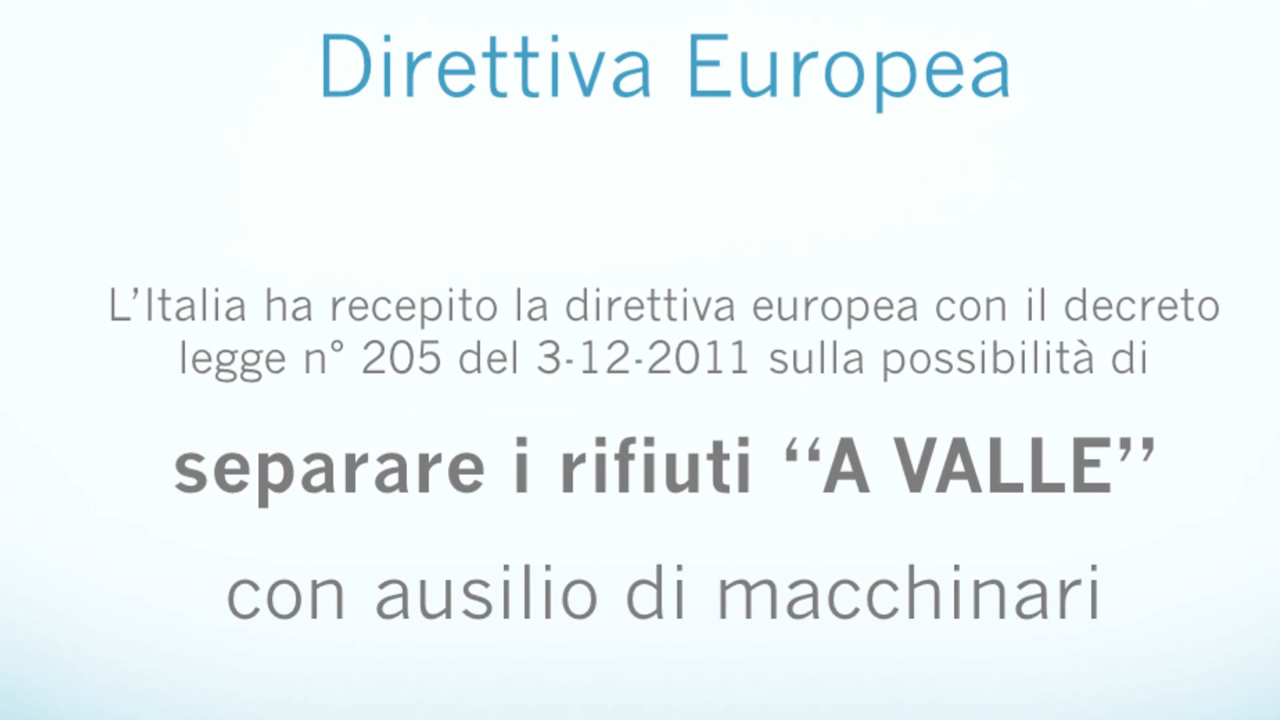 Direttiva Europea
L’Italia ha recepito la direttiva europea con il decreto
legge n° 205 del 3-12-2011 sulla possibilità di
separare i rifiuti “A VALLE”
con ausilio di macchinari